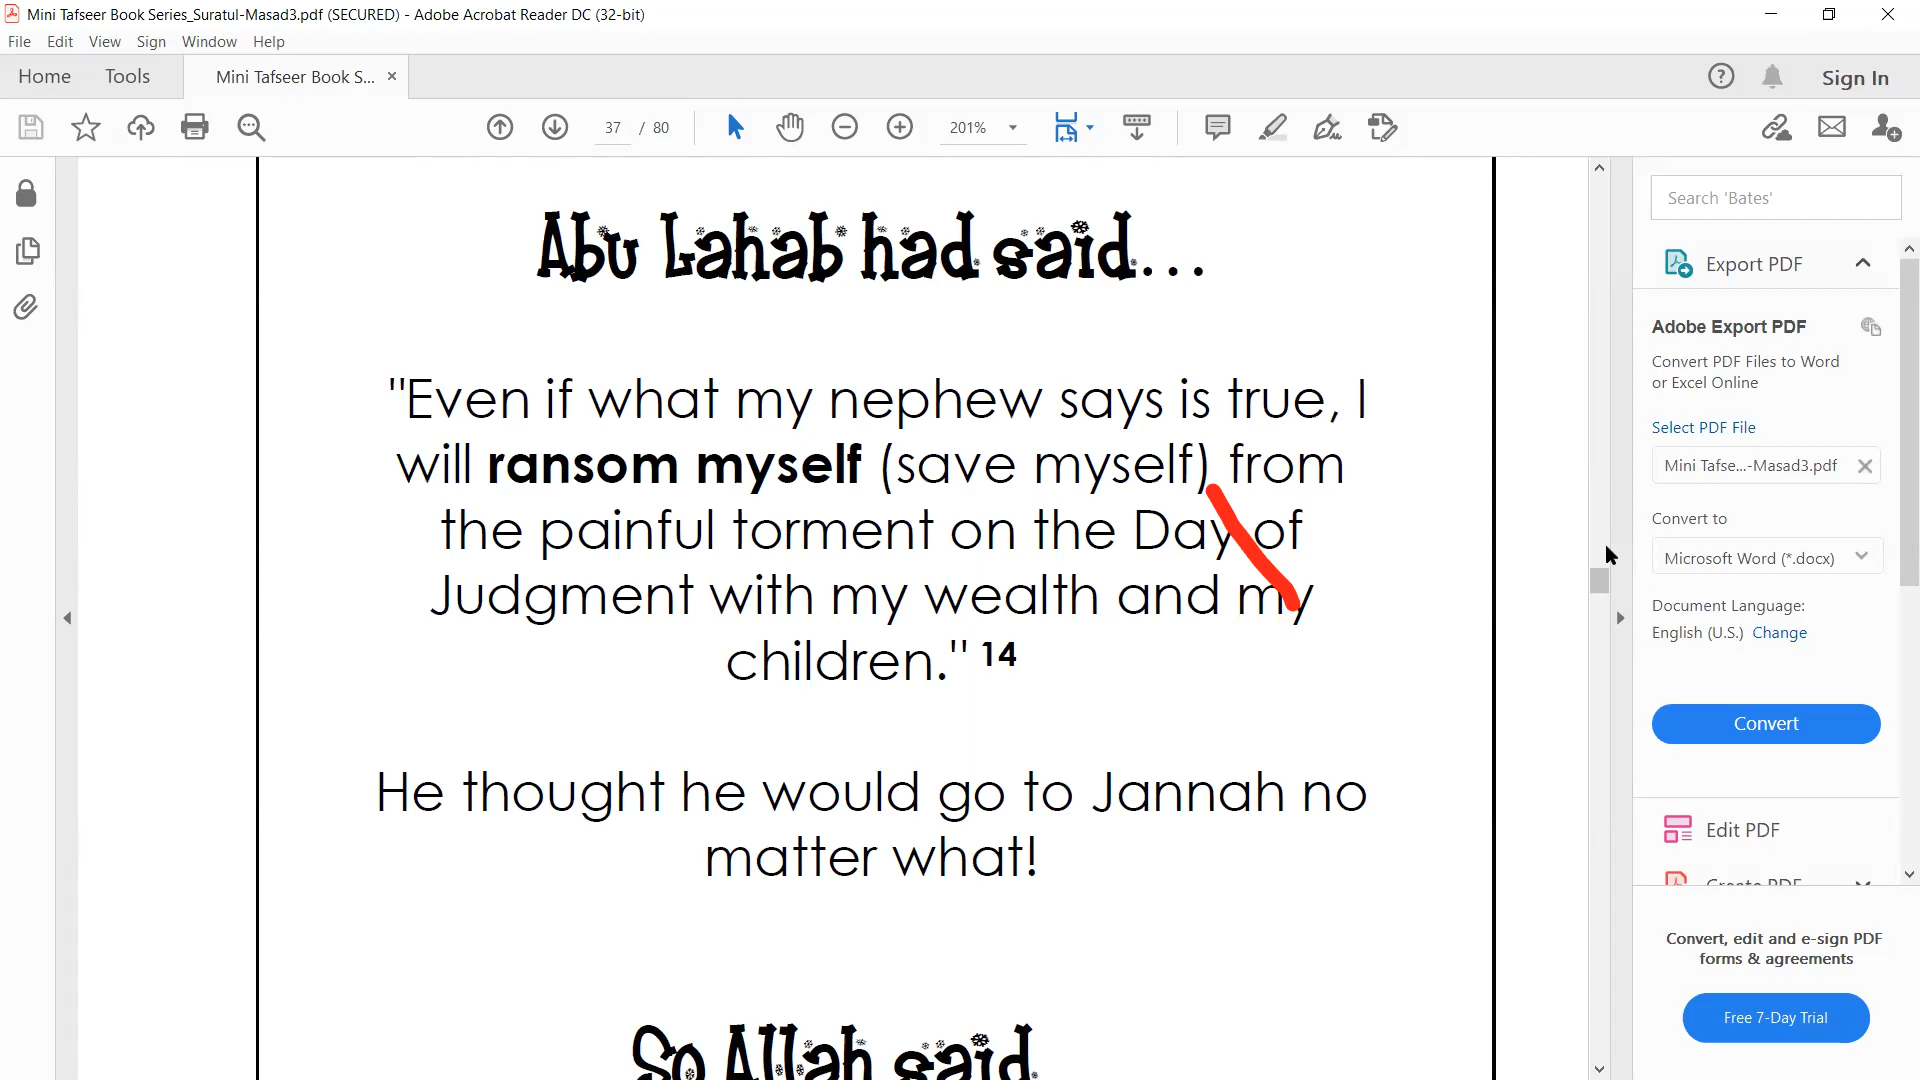 Mini Tafseer Book Series_Suratul-Masad3.pdf (SECURED) - Adobe Acrobat Reader DC (32-bit)
File Edit View Sign Window Help
Home Tools Mini Tafseer Book S... Sign In
37 / 80 201%
Search 'Bates'
Export PDF
Adobe Export PDF
Convert PDF Files to Word
or Excel Online
Select PDF File
Mini Tafse...-Masad3.pdf
Convert to
Microsoft Word (*.docx)
Document Language:
English (U.S.) Change
Convert
Edit PDF
Create PDF
Convert, edit and e-sign PDF
forms & agreements
Free 7-Day Trial
Abu Lahab had said...
"Even if what my nephew says is true, I
will ransom myself (save myself) from
the painful torment on the Day of
Judgment with my wealth and my
children." 14
He thought he would go to Jannah no
matter what!
So Allah said